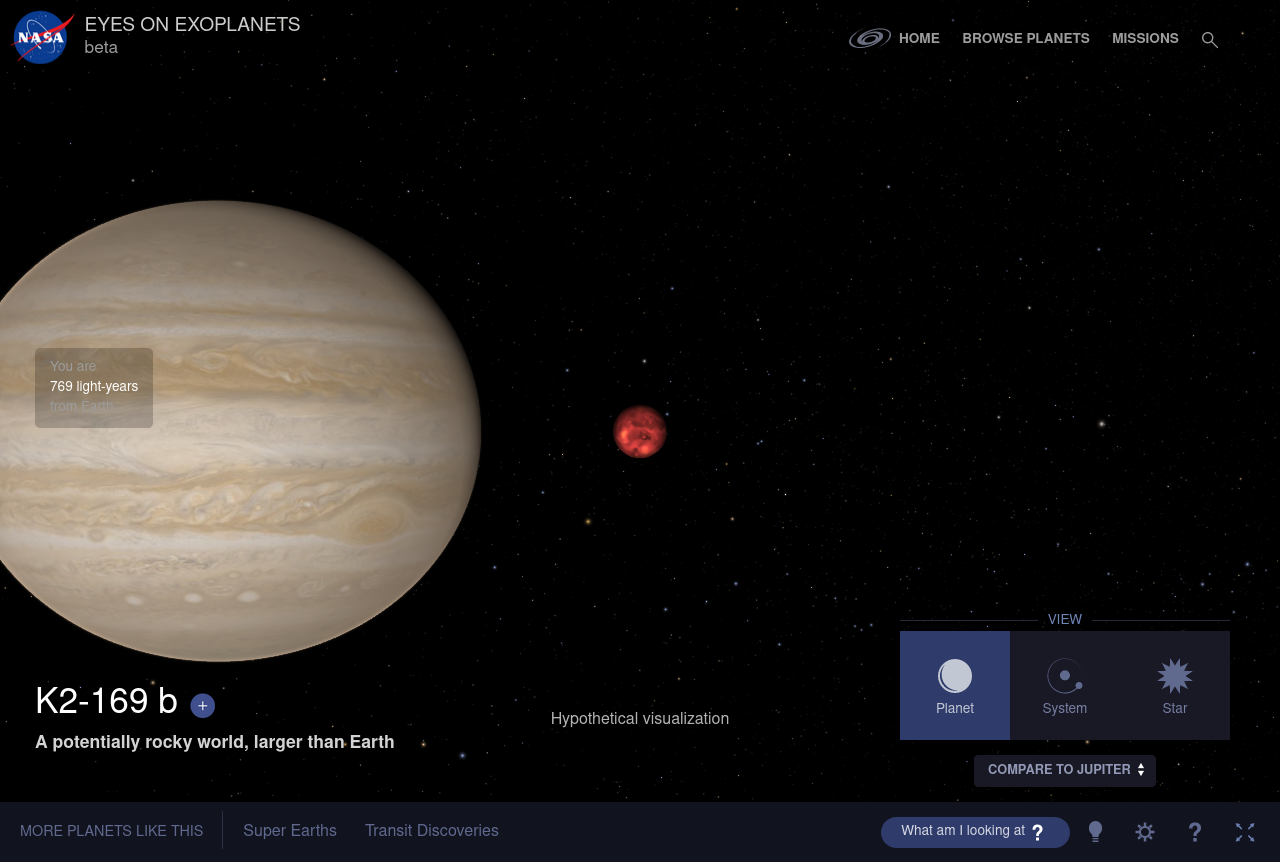 NASA
EYES ON EXOPLANETS
beta
HOME
BROWSE PLANETS
MISSIONS
You are
769 light-years
from Earth
K2-169 b +
A potentially rocky world, larger than Earth
Hypothetical visualization
VIEW
Planet
System
Star
COMPARE TO JUPITER
MORE PLANETS LIKE THIS
Super Earths
Transit Discoveries
What am I looking at ?
?